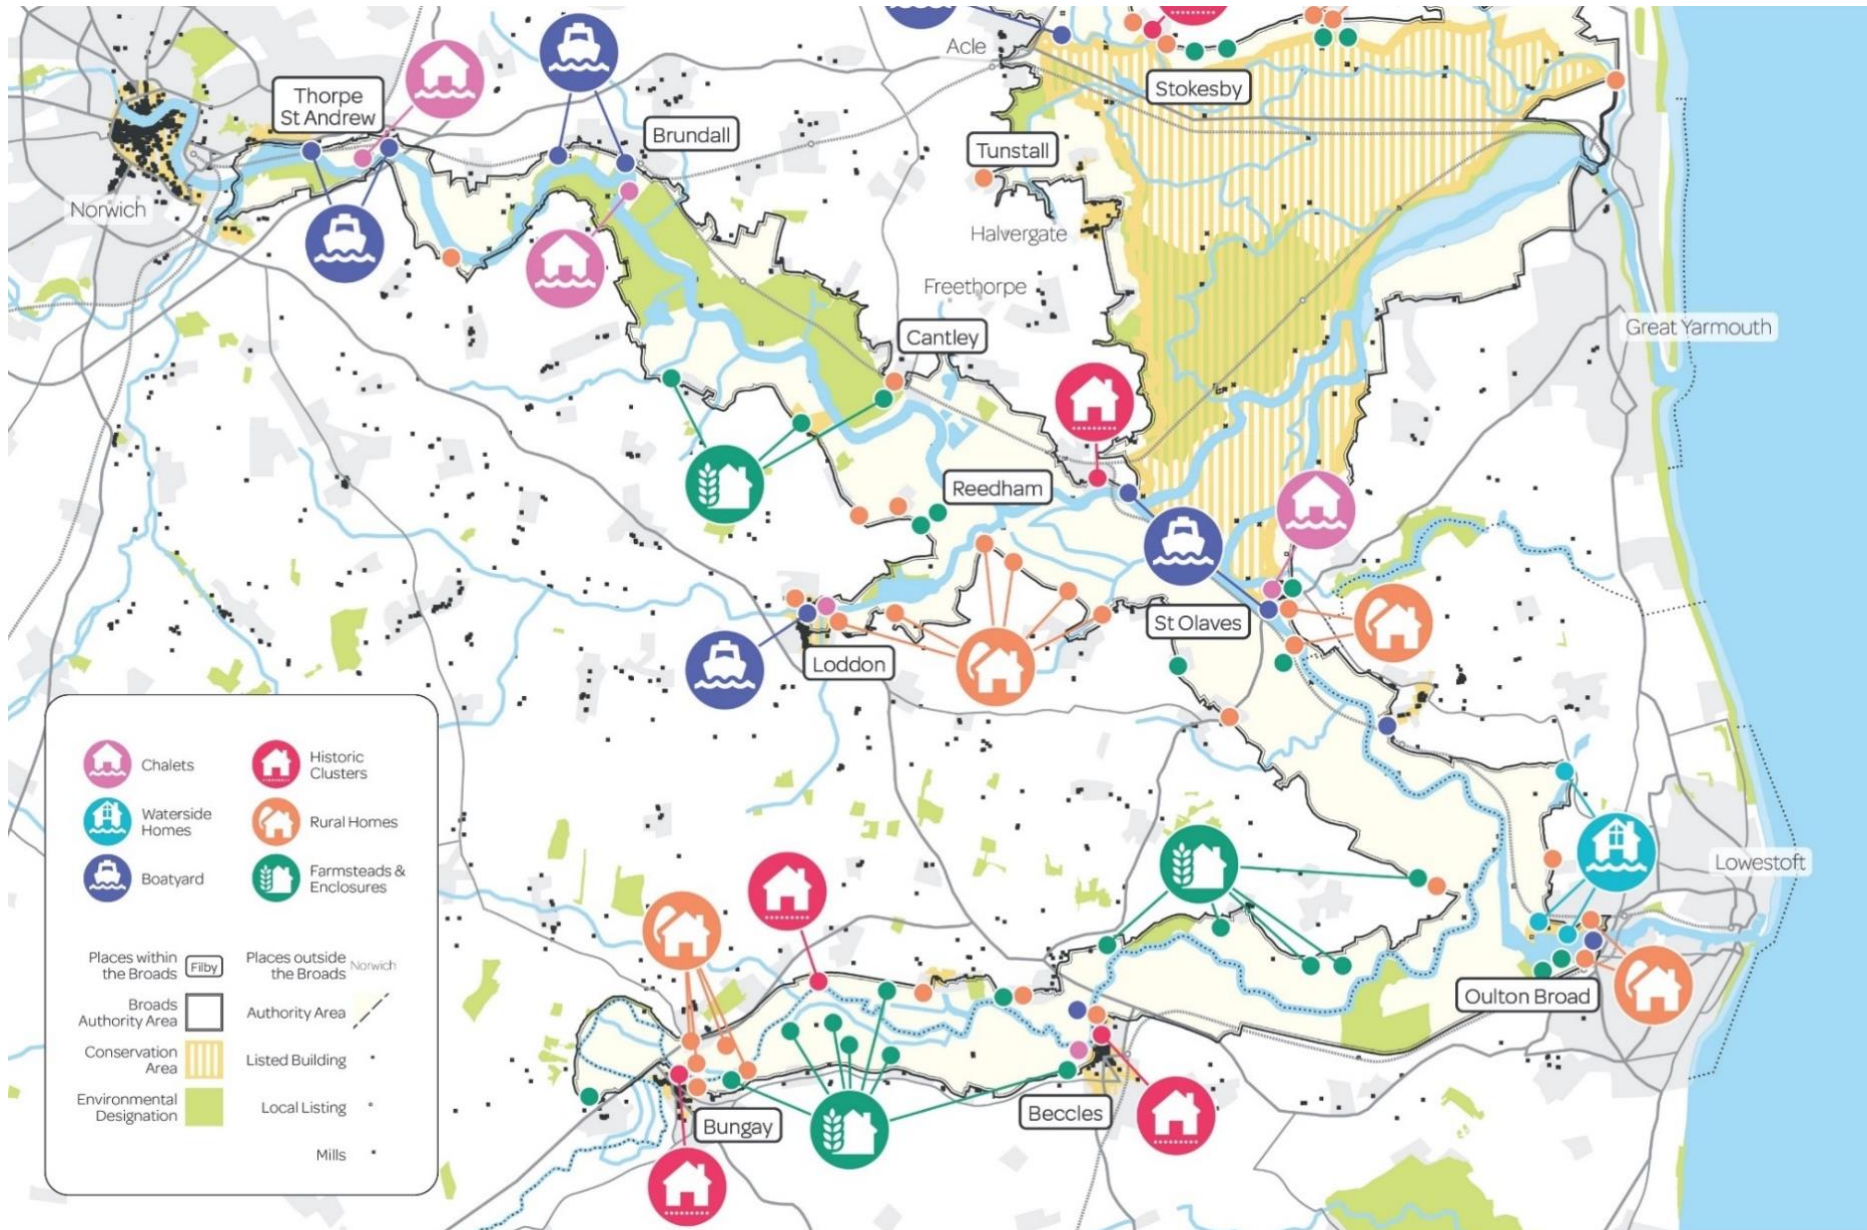 Acle
Stokesby
Thorpe
St Andrew
Brundall
Tunstall
Norwich
Halvergate
Freethorpe
Great Yarmouth
Cantley
Reedham
St Olaves
Loddon
Chalets
Historic
Clusters
Waterside
Homes
Rural Homes
Boatyard
Farmsteads &
Enclosures
Places within
the Broads
Filby
Places outside
the Broads
Norwich
Broads
Authority Area
Authority Area
Conservation
Area
Listed Building
Environmental
Designation
Local Listing
Mills
Lowestoft
Oulton Broad
Beccles
Bungay